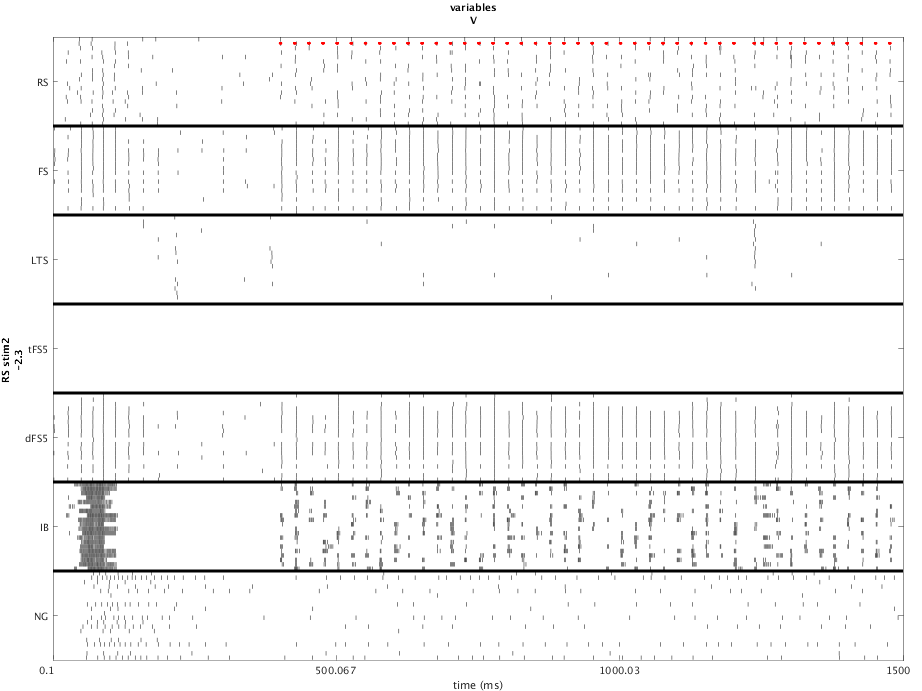 variables
V
RS
FS
LTS
RS stim2
-2.3
tFS5
dFS5
IB
NG
0.1
500.067
1000.03
1500
time (ms)